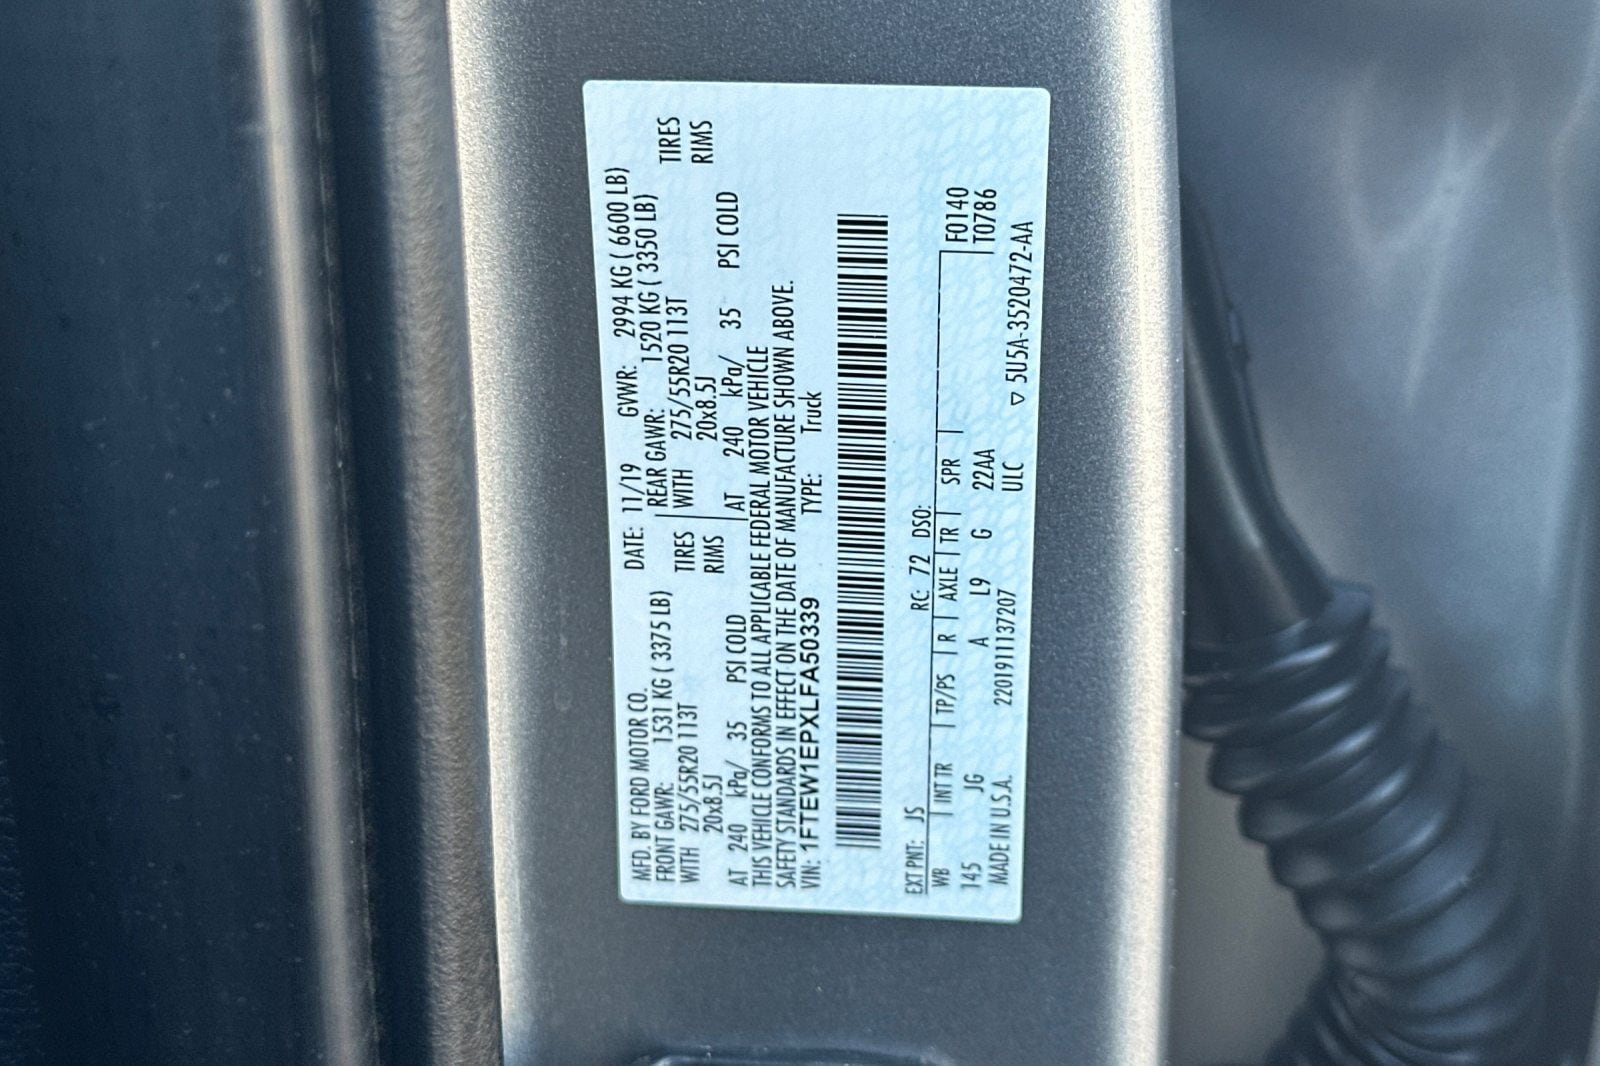 MFD. BY FORD MOTOR CO.
DATE: 11/19 GVWR: 2994 KG ( 6600 LB)
FRONT GAWR: 1531 KG ( 3375 LB) REAR GAWR: 1520 KG ( 3350 LB)
WITH 275/55R20 113T TIRES WITH 275/55R20 113T TIRES
20x8.5J RIMS 20x8.5J RIMS
AT 240 kPa/ 35 PSI COLD AT 240 kPa/ 35 PSI COLD
THIS VEHICLE CONFORMS TO ALL APPLICABLE FEDERAL MOTOR VEHICLE
SAFETY STANDARDS IN EFFECT ON THE DATE OF MANUFACTURE SHOWN ABOVE.
VIN: 1FTEW1EPXLFA50339 TYPE: Truck
EXT PNT: JS RC: 72 DSO:
WB INT TR TP/PS R AXLE TR SPR F0140
145 JG A L9 G 22AA T0786
MADE IN U.S.A. 220191113720​7 ULC ▽ 5U5A-3520472-AA